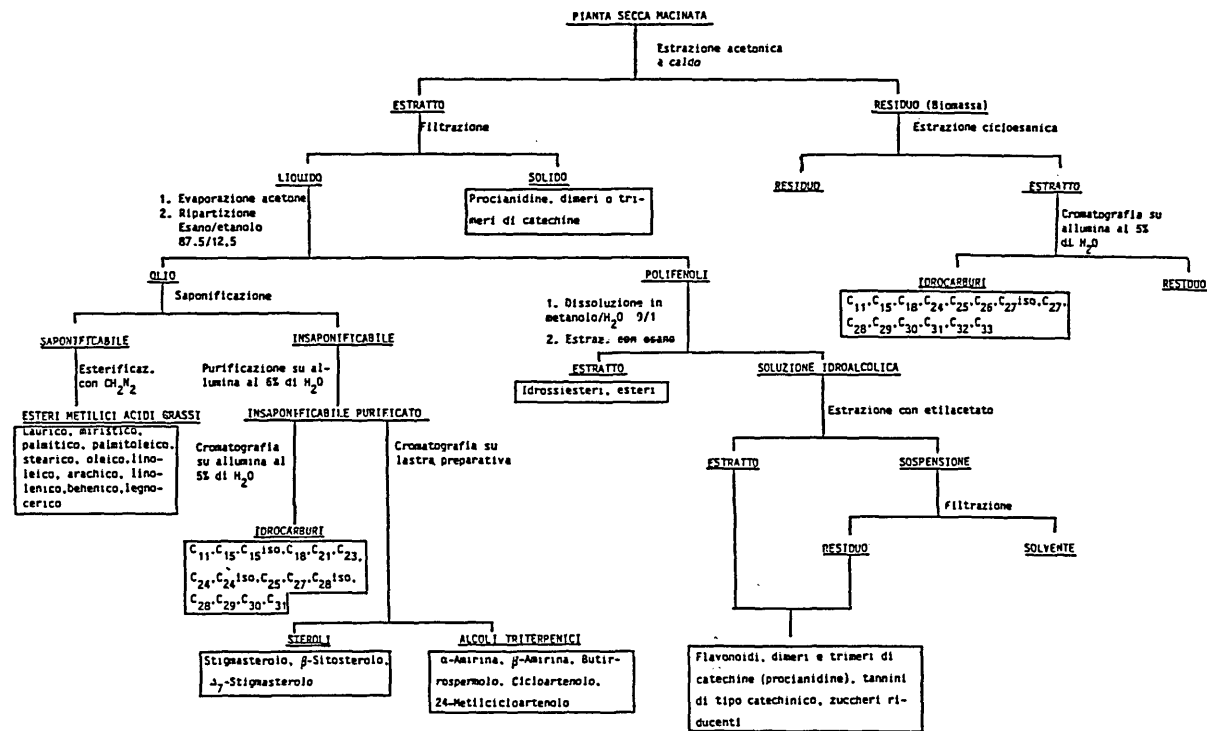 PIANTA SECCA MACINATA
Estrazione acetonica
a caldo
ESTRATTO
Filtrazione
RESIDUO (Biomassa)
Estrazione cicloesanica
LIQUIDO
SOLIDO
1. Evaporazione acetone
2. Ripartizione
Esano/etanolo
87.5/12.5
Procianidine, dimeri o tri-
meri di catechine
RESIDUO
ESTRATTO
Cromatografia su
allumina al 5%
di H2O
OLIO
Saponificazione
POLIFENOLI
1. Dissoluzione in
metanolo/H2O 9/1
2. Estraz. con esano
IDROCARBURI
C11,C15,C18,C24,C25,C26,C27iso,C27,
C28,C29,C30,C31,C32,C33
RESIDUO
SAPONIFICABILE
Esterificaz.
con CH2N2
INSAPONIFICABILE
Purificazione su al-
lumina al 6% di H2O
ESTRATTO
Idrossiesteri, esteri
SOLUZIONE IDROALCOLICA
Estrazione con etilacetato
ESTERI METILICI ACIDI GRASSI
Laurico, miristico,
palmitico, palmitoleico,
stearico, oleico,lino-
leico, arachico, lino-
lenico,behenico,legno-
cerico
INSAPONIFICABILE PURIFICATO
Cromatografia
su allumina al
5% di H2O
Cromatografia su
lastra preparativa
ESTRATTO
SOSPENSIONE
Filtrazione
IDROCARBURI
C11,C15,C15iso,C18,C21,C23,
C24,C24iso,C25,C27,C28iso,
C28,C29,C30,C31
RESIDUO
SOLVENTE
STEROLI
Stigmasterolo, β-Sitosterolo,
Δ7-Stigmasterolo
ALCOLI TRITERPENICI
α-Amirina, β-Amirina, Butir-
rospermolo, Cicloartenolo,
24-Metilcicloartenolo
Flavonoidi, dimeri e trimeri di
catechine (procianidine), tannini
di tipo catechinico, zuccheri ri-
ducenti